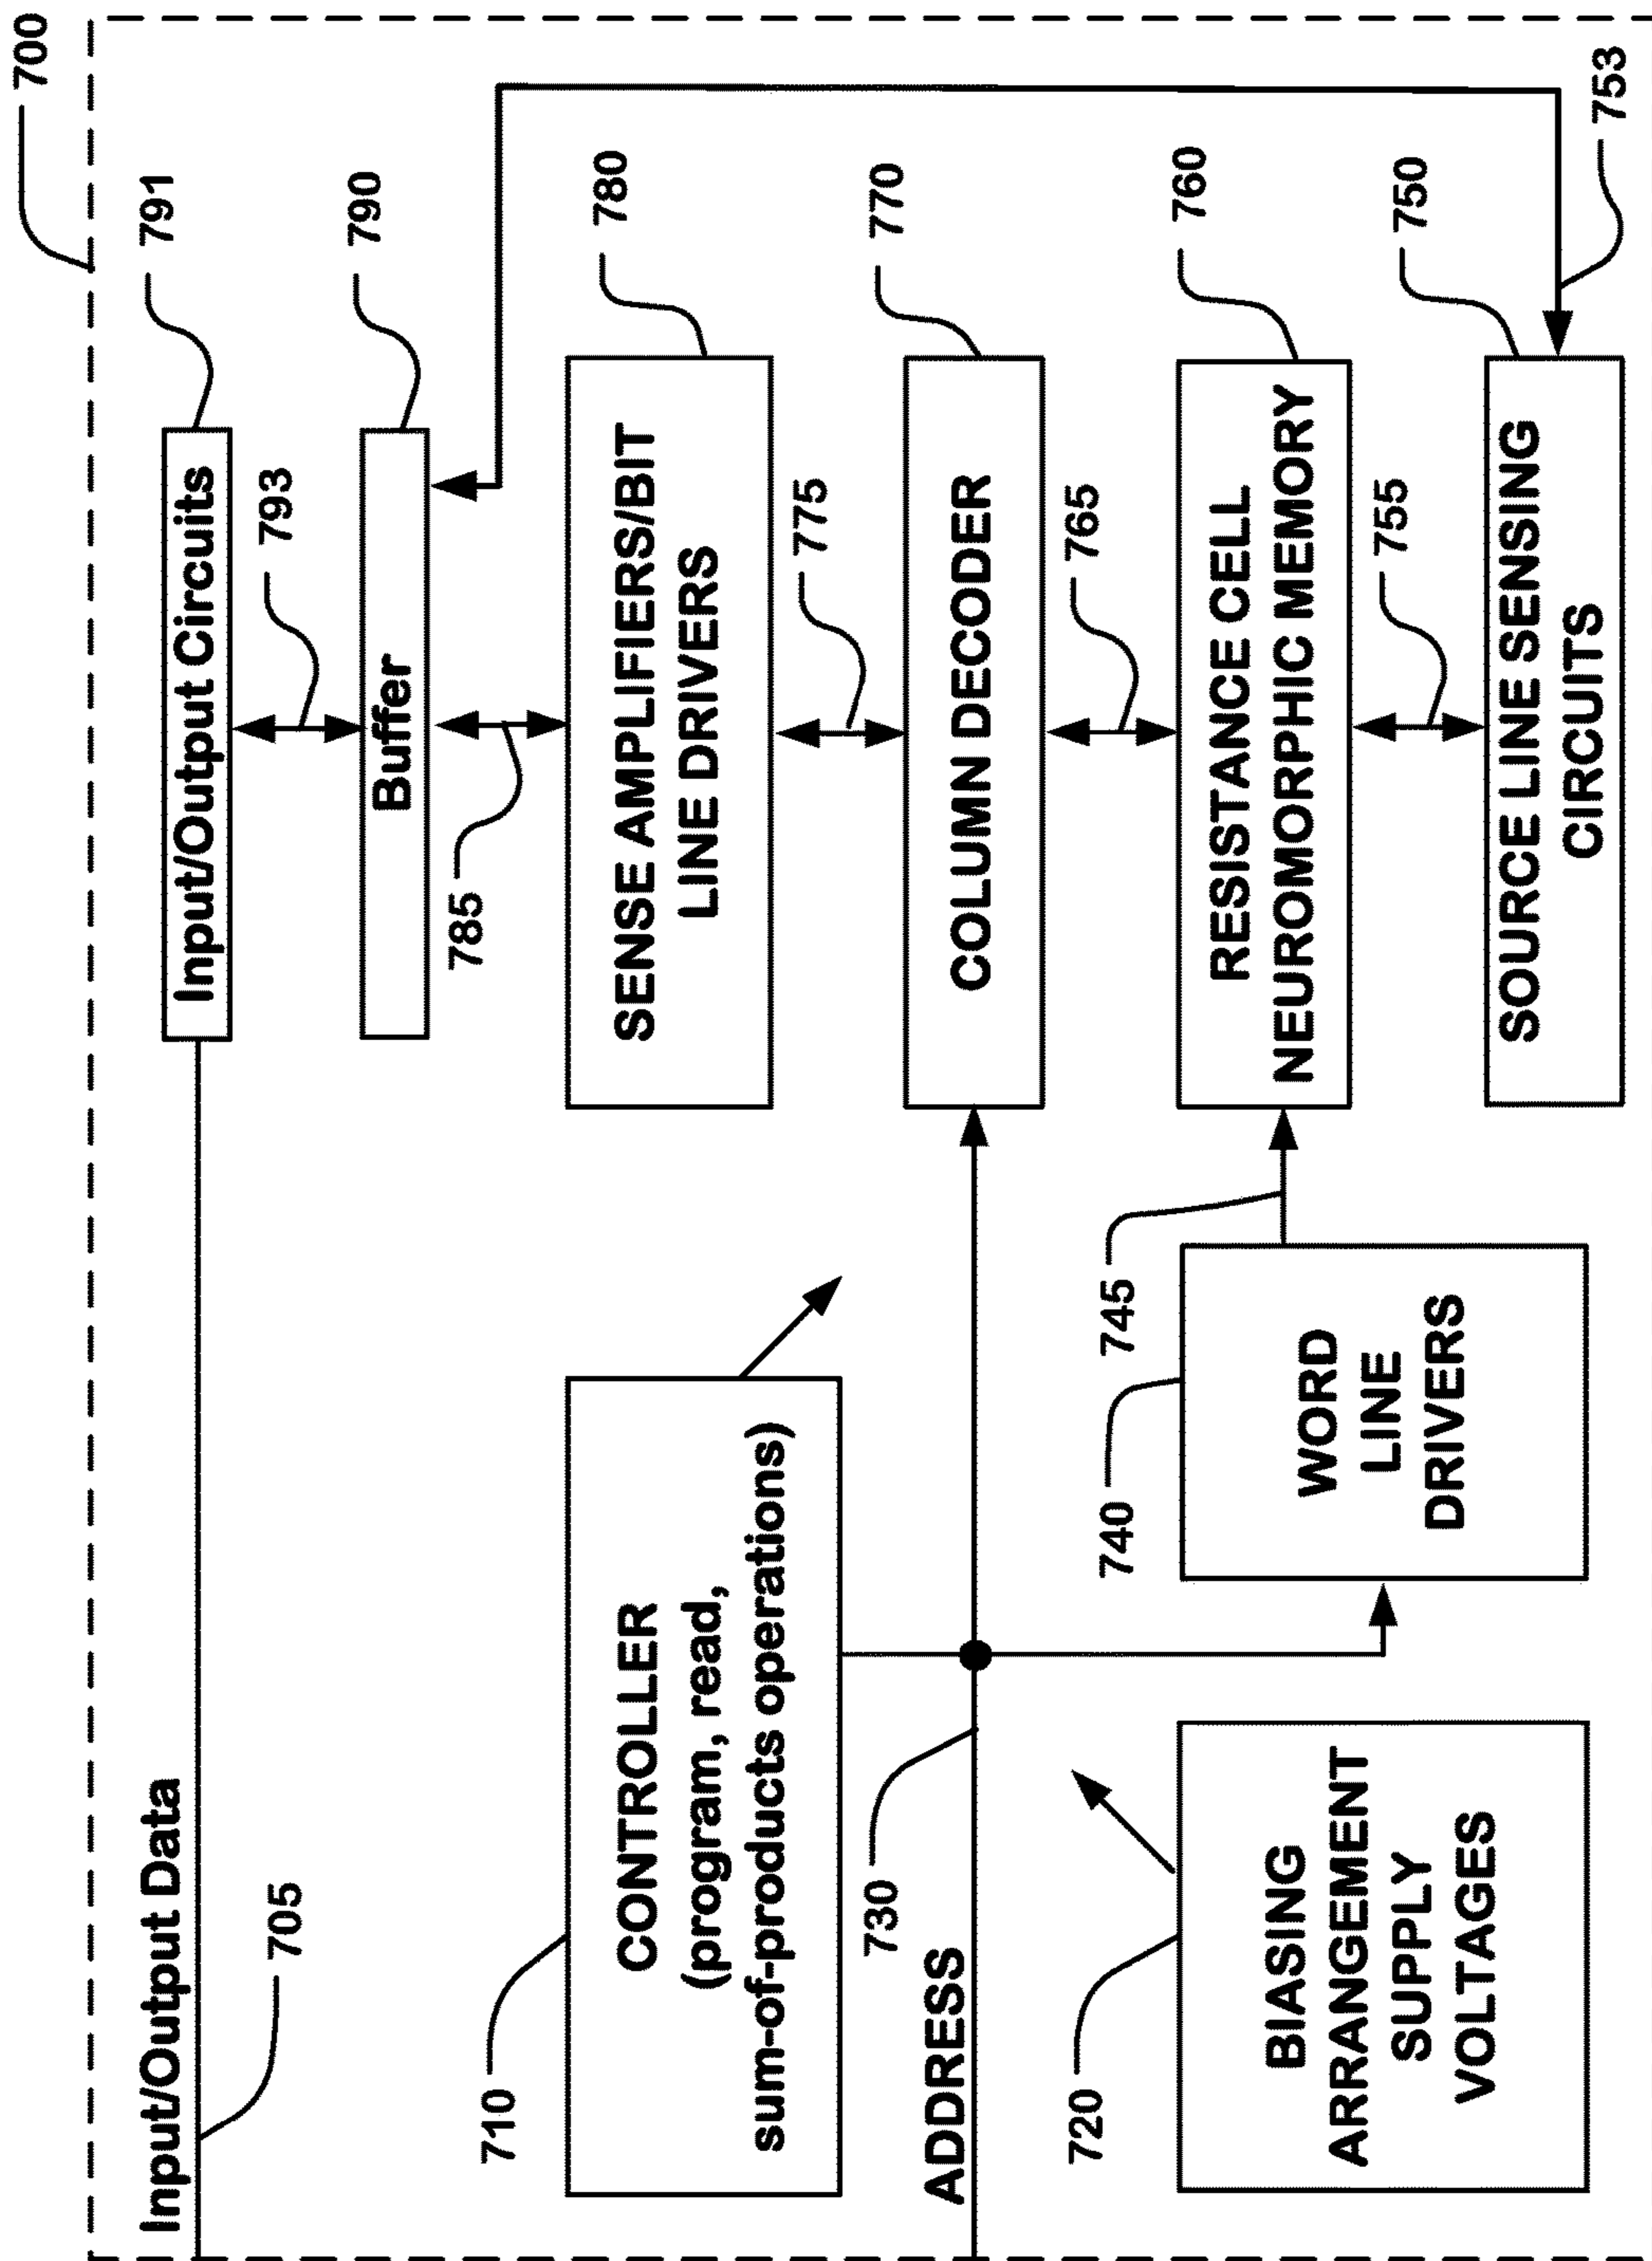 700
Input/Output Data
705
Input/Output Circuits
791
793
Buffer
790
785
CONTROLLER
(program, read,
sum-of-products operations)
710
SENSE AMPLIFIERS/BIT
LINE DRIVERS
780
775
ADDRESS
730
COLUMN DECODER
770
765
BIASING
ARRANGEMENT
SUPPLY
VOLTAGES
720
WORD
LINE
DRIVERS
740
745
RESISTANCE CELL
NEUROMORPHIC MEMORY
760
755
SOURCE LINE SENSING
CIRCUITS
750
753